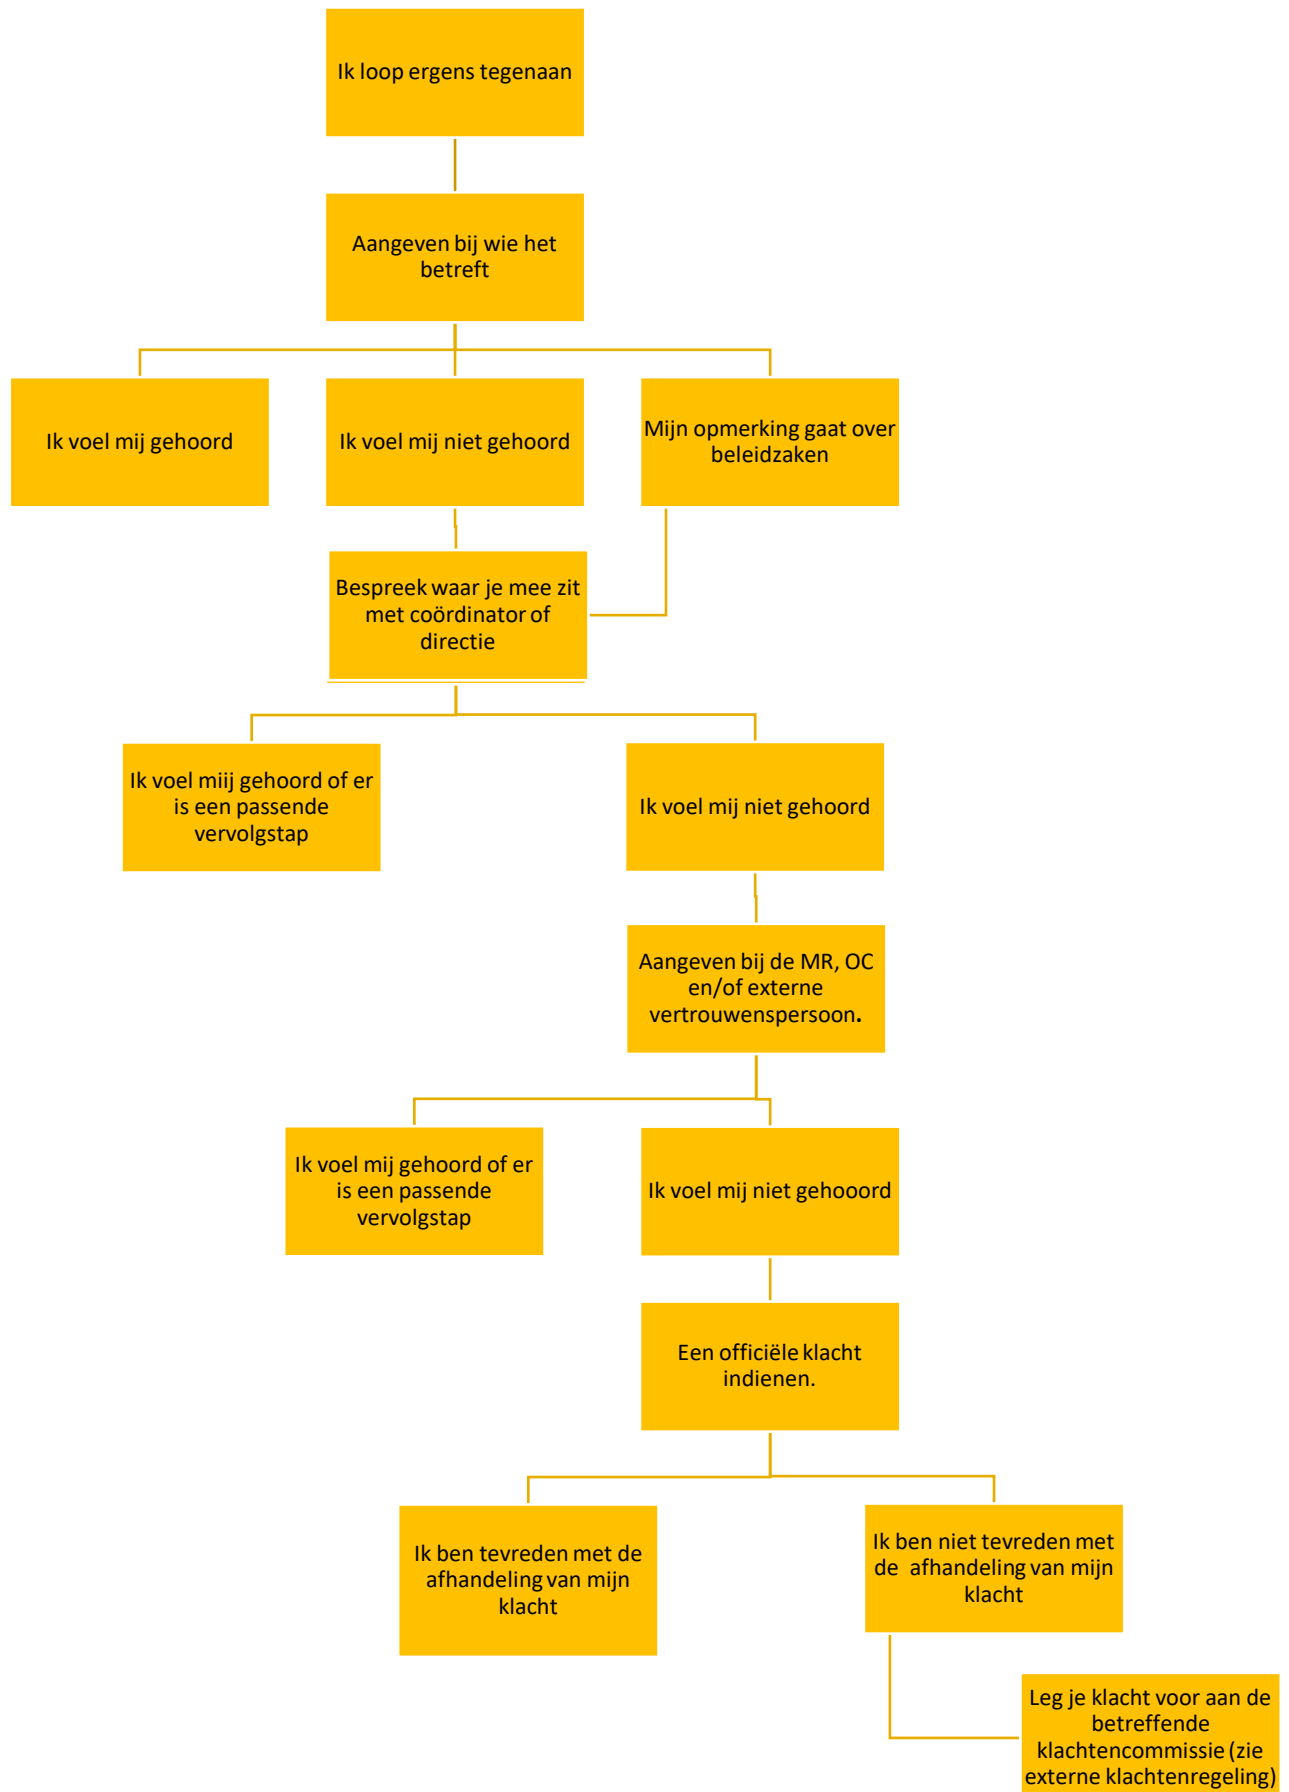 Ik loop ergens tegenaan
Aangeven bij wie het
betreft
Ik voel mij gehoord
Ik voel mij niet gehoord
Mijn opmerking gaat over
beleidzaken
Bespreek waar je mee zit
met coördinator of
directie
Ik voel miij gehoord of er
is een passende
vervolgstap
Ik voel mij niet gehoord
Aangeven bij de MR, OC
en/of externe
vertrouwenspersoon.
Ik voel mij gehoord of er
is een passende
vervolgstap
Ik voel mij niet gehooord
Een officiële klacht
indienen.
Ik ben tevreden met de
afhandeling van mijn
klacht
Ik ben niet tevreden met
de afhandeling van mijn
klacht
Leg je klacht voor aan de
betreffende
klachtencommissie (zie
externe klachtenregeling)